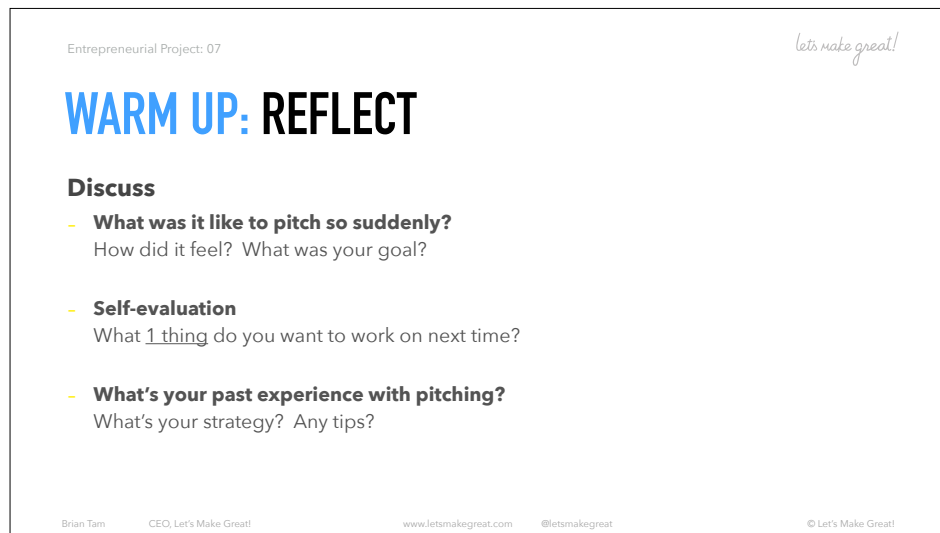 Entrepreneurial Project: 07
let's make great!
WARM UP: REFLECT
Discuss
- What was it like to pitch so suddenly?
How did it feel?  What was your goal?
- Self-evaluation
What 1 thing do you want to work on next time?
- What's your past experience with pitching?
What's your strategy?  Any tips?
Brian Tam CEO, Let's Make Great! www.letsmakegreat.com @letsmakegreat © Let's Make Great!